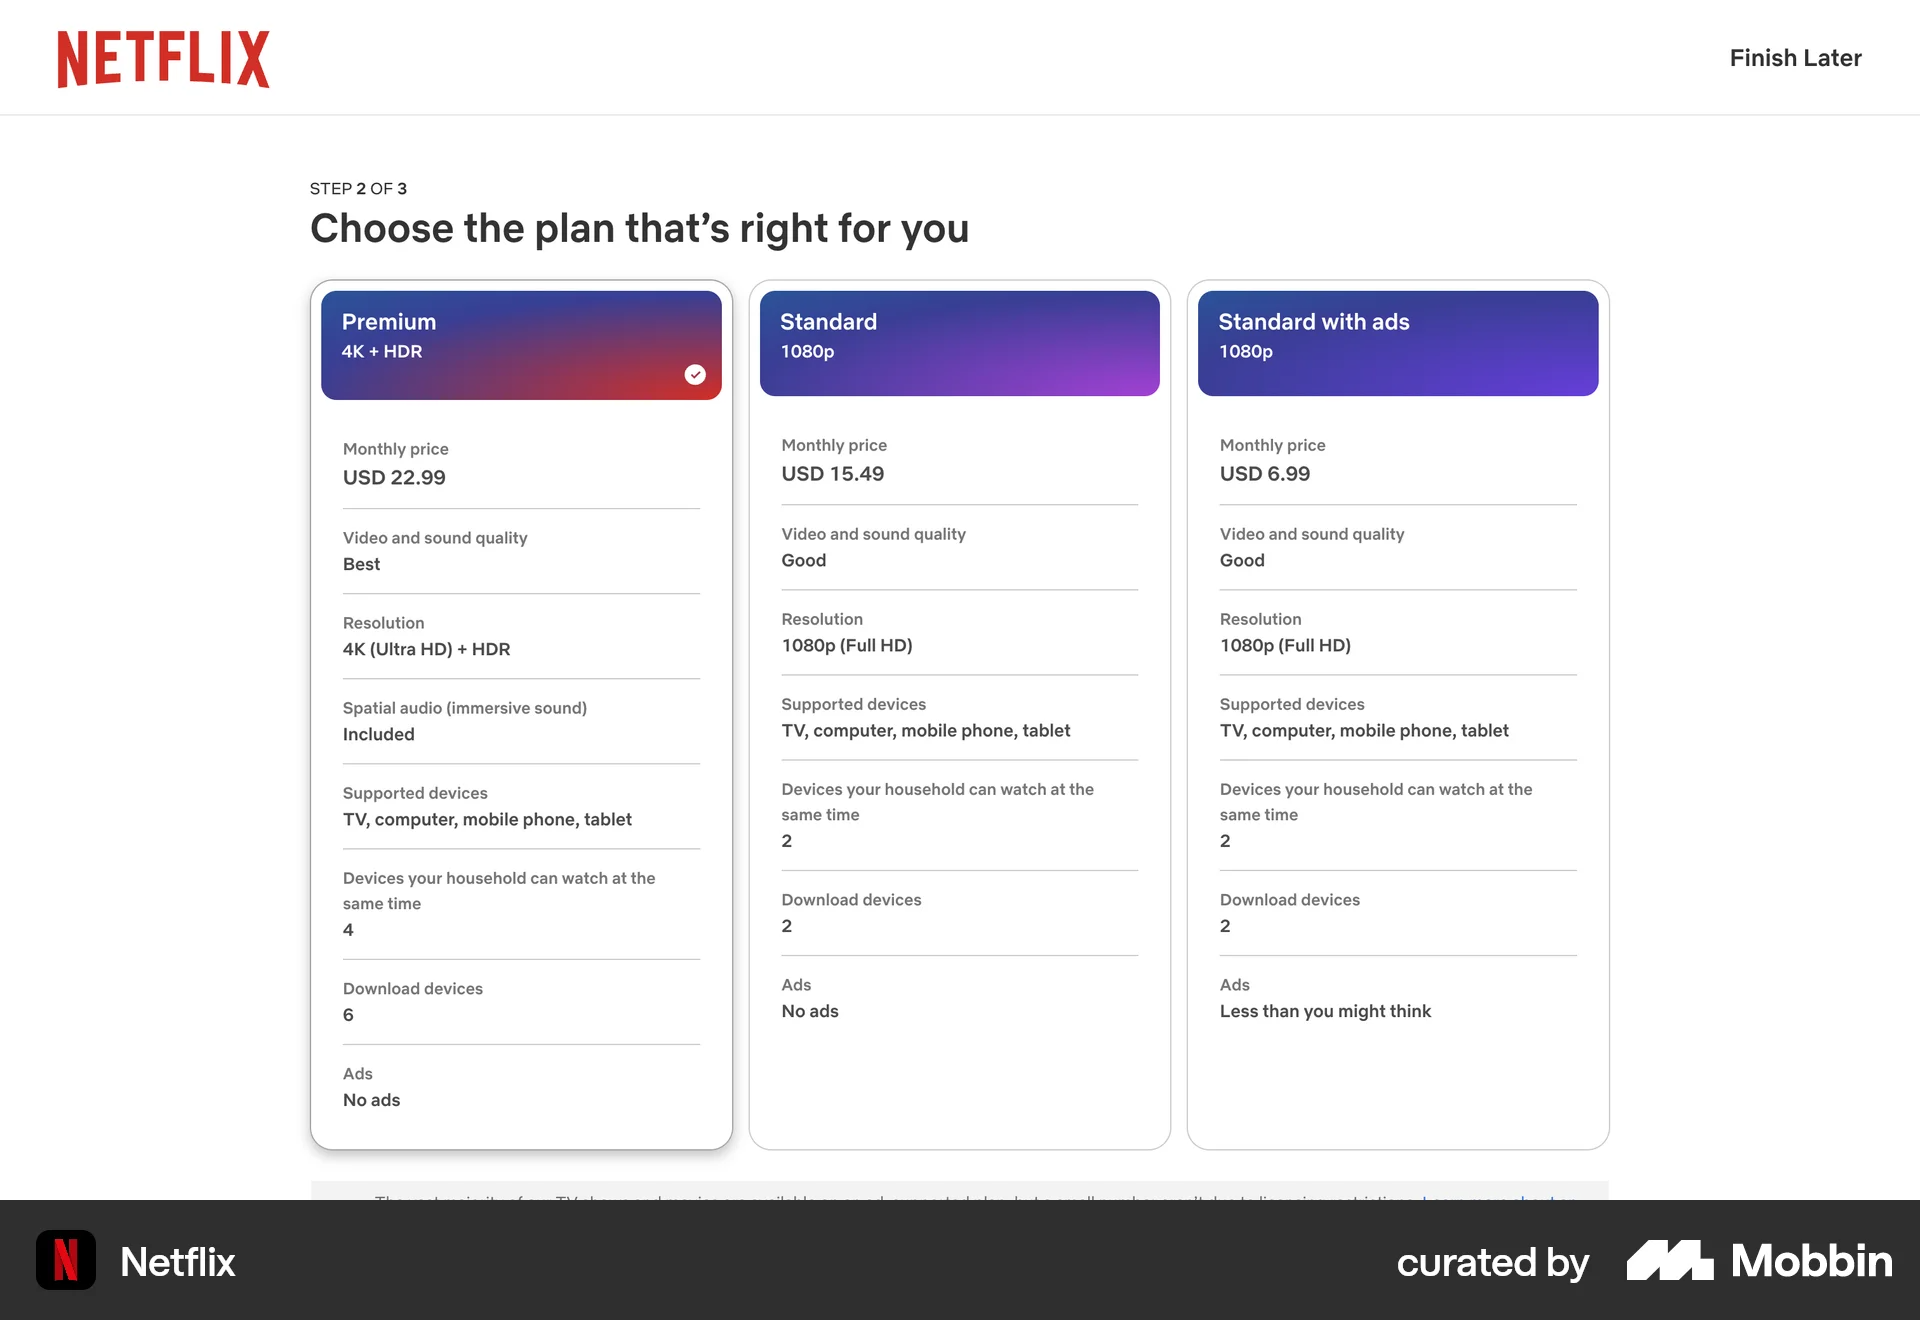 NETFLIX
Finish Later
STEP 2 OF 3
Choose the plan that’s right for you
Premium
4K + HDR
Monthly price
USD 22.99
Video and sound quality
Best
Resolution
4K (Ultra HD) + HDR
Spatial audio (immersive sound)
Included
Supported devices
TV, computer, mobile phone, tablet
Devices your household can watch at the
same time
4
Download devices
6
Ads
No ads
Standard
1080p
Monthly price
USD 15.49
Video and sound quality
Good
Resolution
1080p (Full HD)
Supported devices
TV, computer, mobile phone, tablet
Devices your household can watch at the
same time
2
Download devices
2
Ads
No ads
Standard with ads
1080p
Monthly price
USD 6.99
Video and sound quality
Good
Resolution
1080p (Full HD)
Supported devices
TV, computer, mobile phone, tablet
Devices your household can watch at the
same time
2
Download devices
2
Ads
Less than you might think
N
Netflix
curated by
Mobbin